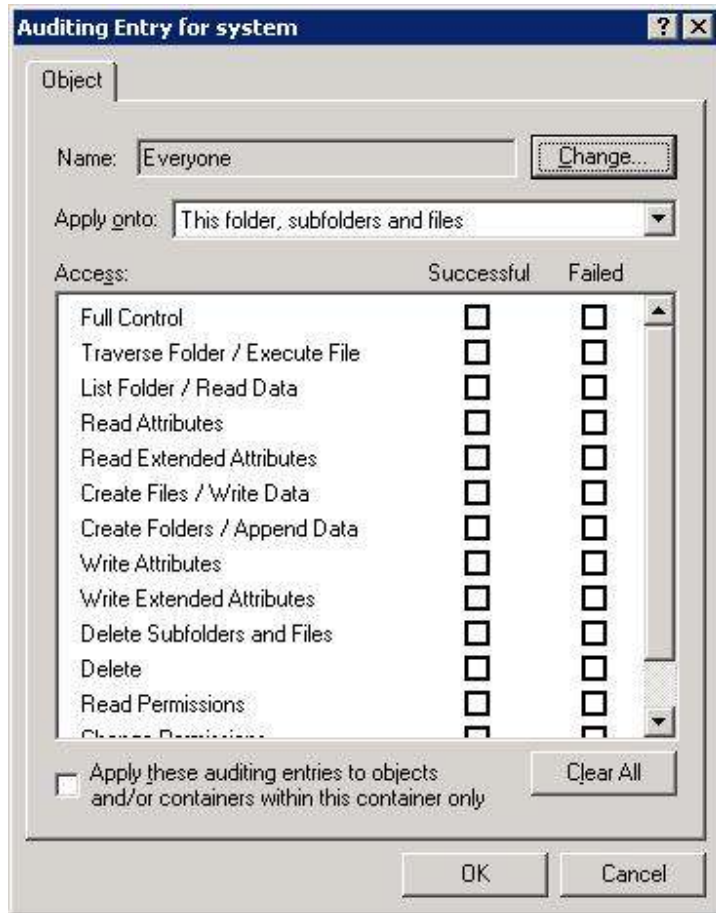 Auditing Entry for system
Object
Name: Everyone Change...
Apply onto: This folder, subfolders and files
Access: Successful Failed
Full Control
Traverse Folder / Execute File
List Folder / Read Data
Read Attributes
Read Extended Attributes
Create Files / Write Data
Create Folders / Append Data
Write Attributes
Write Extended Attributes
Delete Subfolders and Files
Delete
Read Permissions
Change Permissions
Apply these auditing entries to objects
and/or containers within this container only
Clear All
OK Cancel